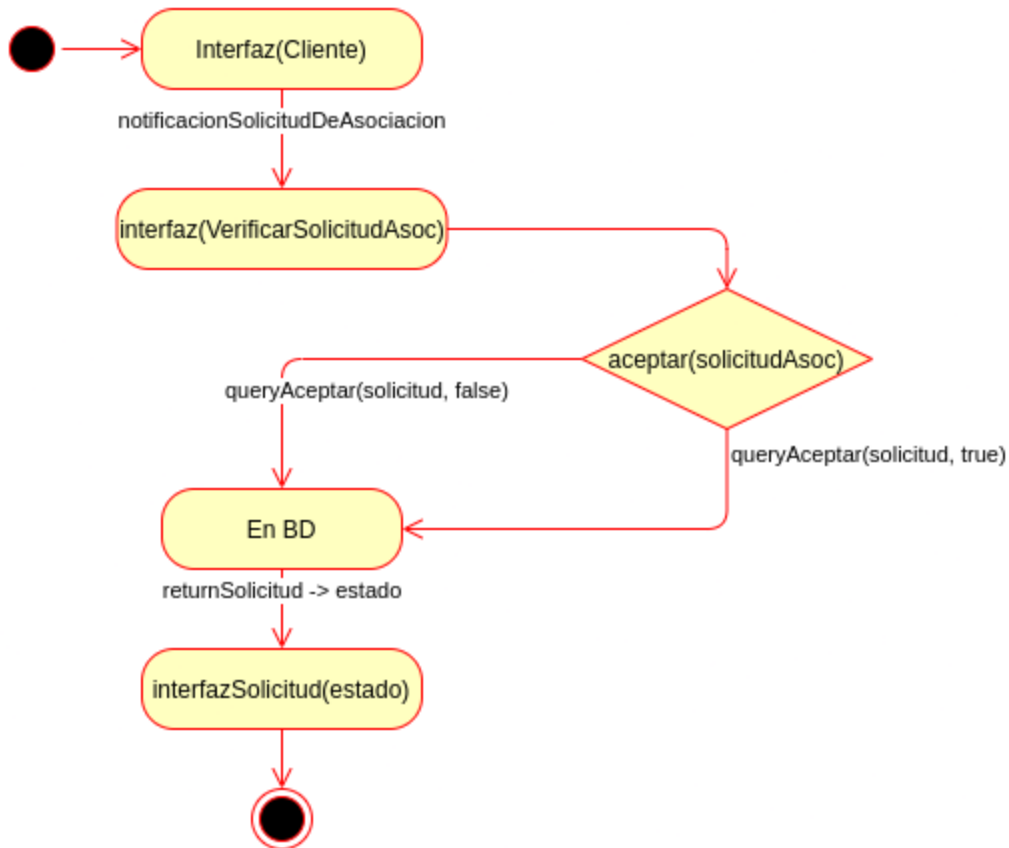 Interfaz(Cliente)
notificacionSolicitudDeAsociacion
interfaz(VerificarSolicitudAsoc)
aceptar(solicitudAsoc)
queryAceptar(solicitud, false)
queryAceptar(solicitud, true)
En BD
returnSolicitud -> estado
interfazSolicitud(estado)